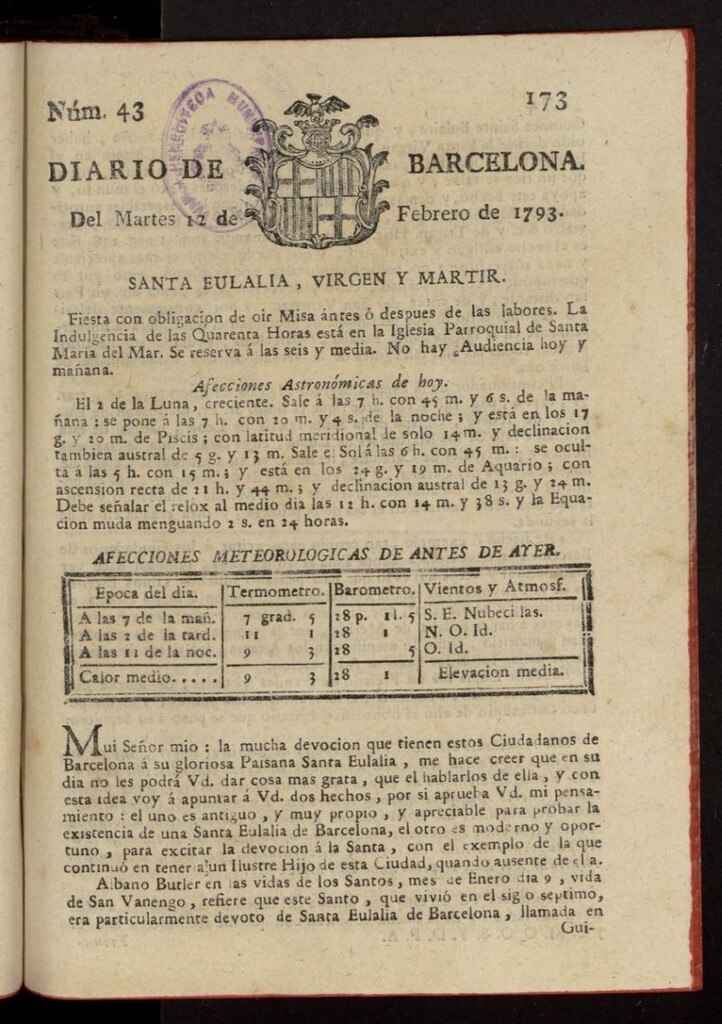 Núm. 43
173
HEMEROTECA MUN
DIARIO DE BARCELONA.
Del Martes 12 de Febrero de 1793.
SANTA EULALIA, VIRGEN Y MARTIR.
Fiesta con obligacion de oir Misa ántes ó despues de las labores. La
Indulgencia de las Quarenta Horas está en la Iglesia Parroquial de Santa
Maria del Mar. Se reserva á las seis y media. No hay ¿Audiencia hoy y
mañana.
Afecciones Astronómicas de hoy.
El 2 de la Luna, creciente. Sale á las 7 h. con 45 m. y 6 s. de la ma-
ñana : se pone á las 7 h. con 20 m. y 4 s. de la noche ; y está en los 17
g. y 20 m. de Piscis ; con latitud meridional de solo 14 m. y declinacion
tambien austral de 5 g. y 13 m. Sale el Sol á las 6 h. con 45 m. : se ocul-
ta á las 5 h. con 15 m. ; y está en los 24 g. y 19 m. de Aquario ; con
ascension recta de 21 h. y 44 m. ; y declinacion austral de 13 g. y 24 m.
Debe señalar el relox al medio dia las 12 h. con 14 m. y 38 s. y la Equa-
cion muda menguando 2 s. en 24 horas.
AFECCIONES METEOROLOGICAS DE ANTES DE AYER.
Epoca del dia. Termometro. Barometro. Vientos y Atmosf.
A las 7 de la mañ. 7 grad. 5 28 p. 1 l. 5 S. E. Nubecillas.
A las 2 de la tard. 11 1 28 1 N. O. Id.
A las 11 de la noc. 9 3 28 5 O. Id.
Calor medio..... 9 3 28 1 Elevacion media.
Mui Señor mio : la mucha devocion que tienen estos Ciudadanos de
Barcelona á su gloriosa Paisana Santa Eulalia, me hace creer que en su
dia no les podrá Vd. dar cosa mas grata, que el hablarlos de ella, y con
esta idea voy á apuntar á Vd. dos hechos, por si aprueba Vd. mi pensa-
miento : el uno es antiguo, y muy propio, y apreciable para probar la
existencia de una Santa Eulalia de Barcelona, el otro es moderno y opor-
tuno, para excitar la devocion á la Santa, con el exemplo de la que
continuó en tenerla un Ilustre Hijo de esta Ciudad, quando ausente de ella.
Albano Butler en las vidas de los Santos, mes de Enero dia 9, vida
de San Vanengo, refiere que este Santo, que vivió en el siglo septimo,
era particularmente devoto de Santa Eulalia de Barcelona, llamada en
Gui-